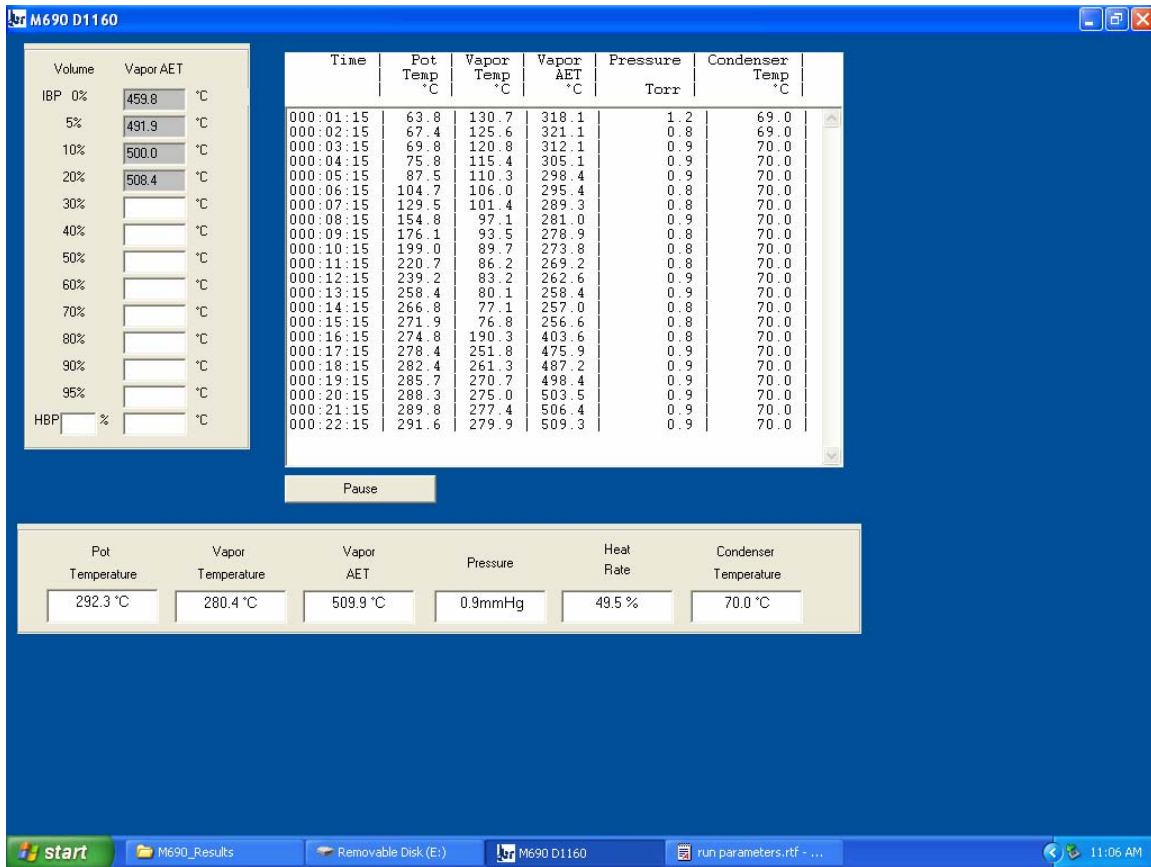 M690 D1160
Volume Vapor AET
IBP 0% 459.8 °C
5% 491.9 °C
10% 500.0 °C
20% 508.4 °C
30% °C
40% °C
50% °C
60% °C
70% °C
80% °C
90% °C
95% °C
HBP % °C
Time | Pot | Vapor | Vapor | Pressure | Condenser |
| Temp | Temp | AET | | Temp |
| °C | °C | °C | Torr | °C |
000:01:15 | 63.8 | 130.7 | 318.1 | 1.2 | 69.0 |
000:02:15 | 67.4 | 125.6 | 321.1 | 0.8 | 69.0 |
000:03:15 | 69.8 | 120.8 | 312.1 | 0.9 | 70.0 |
000:04:15 | 75.8 | 115.4 | 305.1 | 0.9 | 70.0 |
000:05:15 | 87.5 | 110.3 | 298.4 | 0.9 | 70.0 |
000:06:15 | 104.7 | 106.0 | 295.4 | 0.8 | 70.0 |
000:07:15 | 129.5 | 101.4 | 289.3 | 0.8 | 70.0 |
000:08:15 | 154.8 | 97.1 | 281.0 | 0.9 | 70.0 |
000:09:15 | 176.1 | 93.5 | 278.9 | 0.8 | 70.0 |
000:10:15 | 199.0 | 89.7 | 273.8 | 0.8 | 70.0 |
000:11:15 | 220.7 | 86.2 | 269.2 | 0.8 | 70.0 |
000:12:15 | 239.2 | 83.2 | 262.6 | 0.9 | 70.0 |
000:13:15 | 258.4 | 80.1 | 258.4 | 0.9 | 70.0 |
000:14:15 | 266.8 | 77.1 | 257.0 | 0.8 | 70.0 |
000:15:15 | 271.9 | 76.8 | 256.6 | 0.8 | 70.0 |
000:16:15 | 274.8 | 190.3 | 403.6 | 0.8 | 70.0 |
000:17:15 | 278.4 | 251.8 | 475.9 | 0.9 | 70.0 |
000:18:15 | 282.4 | 261.3 | 487.2 | 0.9 | 70.0 |
000:19:15 | 285.7 | 270.7 | 498.4 | 0.9 | 70.0 |
000:20:15 | 288.3 | 275.0 | 503.5 | 0.9 | 70.0 |
000:21:15 | 289.8 | 277.4 | 506.4 | 0.9 | 70.0 |
000:22:15 | 291.6 | 279.9 | 509.3 | 0.9 | 70.0 |
Pause
Pot Vapor Vapor Pressure Heat Condenser
Temperature Temperature AET Rate Temperature
292.3 °C 280.4 °C 509.9 °C 0.9mmHg 49.5 % 70.0 °C
start M690_Results Removable Disk (E:) M690 D1160 run parameters.rtf - ... 11:06 AM